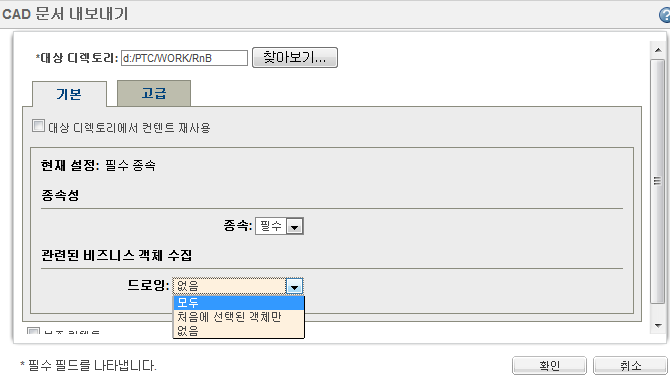 CAD 문서 내보내기
*대상 디렉토리: d:/PTC/WORK/RnB 찾아보기...
기본 고급
대상 디렉토리에서 컨텐트 재사용
현재 설정: 필수 종속
종속성
종속: 필수
관련된 비즈니스 객체 수집
드로잉: 없음
모두
처음에 선택된 객체만
없음
* 필수 필드를 나타냅니다.
확인 취소